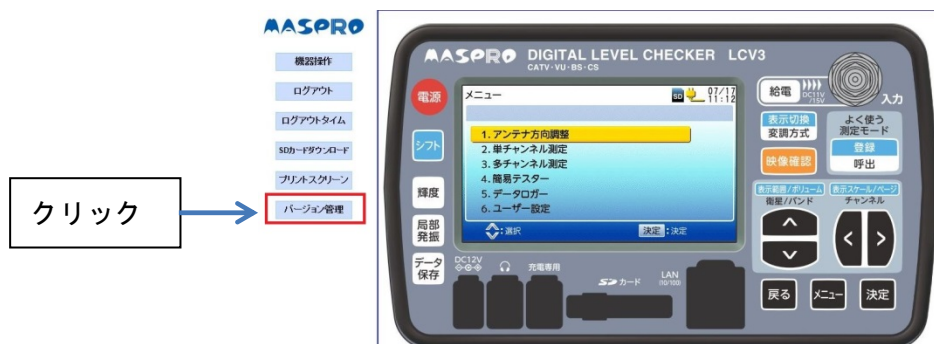 MASPRO
機器操作
ログアウト
ログアウトタイム
SDカードダウンロード
プリントスクリーン
バージョン管理
クリック
MASPRO DIGITAL LEVEL CHECKER LCV3
CATV・VU・BS・CS
電源
シフト
輝度
局部
発振
データ
保存
メニュー
SD
07/17
11:12
1. アンテナ方向調整
2. 単チャンネル測定
3. 多チャンネル測定
4. 簡易テスター
5. データロガー
6. ユーザー設定
:選択
決定 :決定
給電
DC11V
/15V
入力
表示切換
変調方式
よく使う
測定モード
登録
呼出
映像確認
表示範囲/ボリューム
衛星/バンド
表示スケール/ページ
チャンネル
戻る
メニュー
決定
DC12V
充電専用
SD カード
LAN
(10/100)